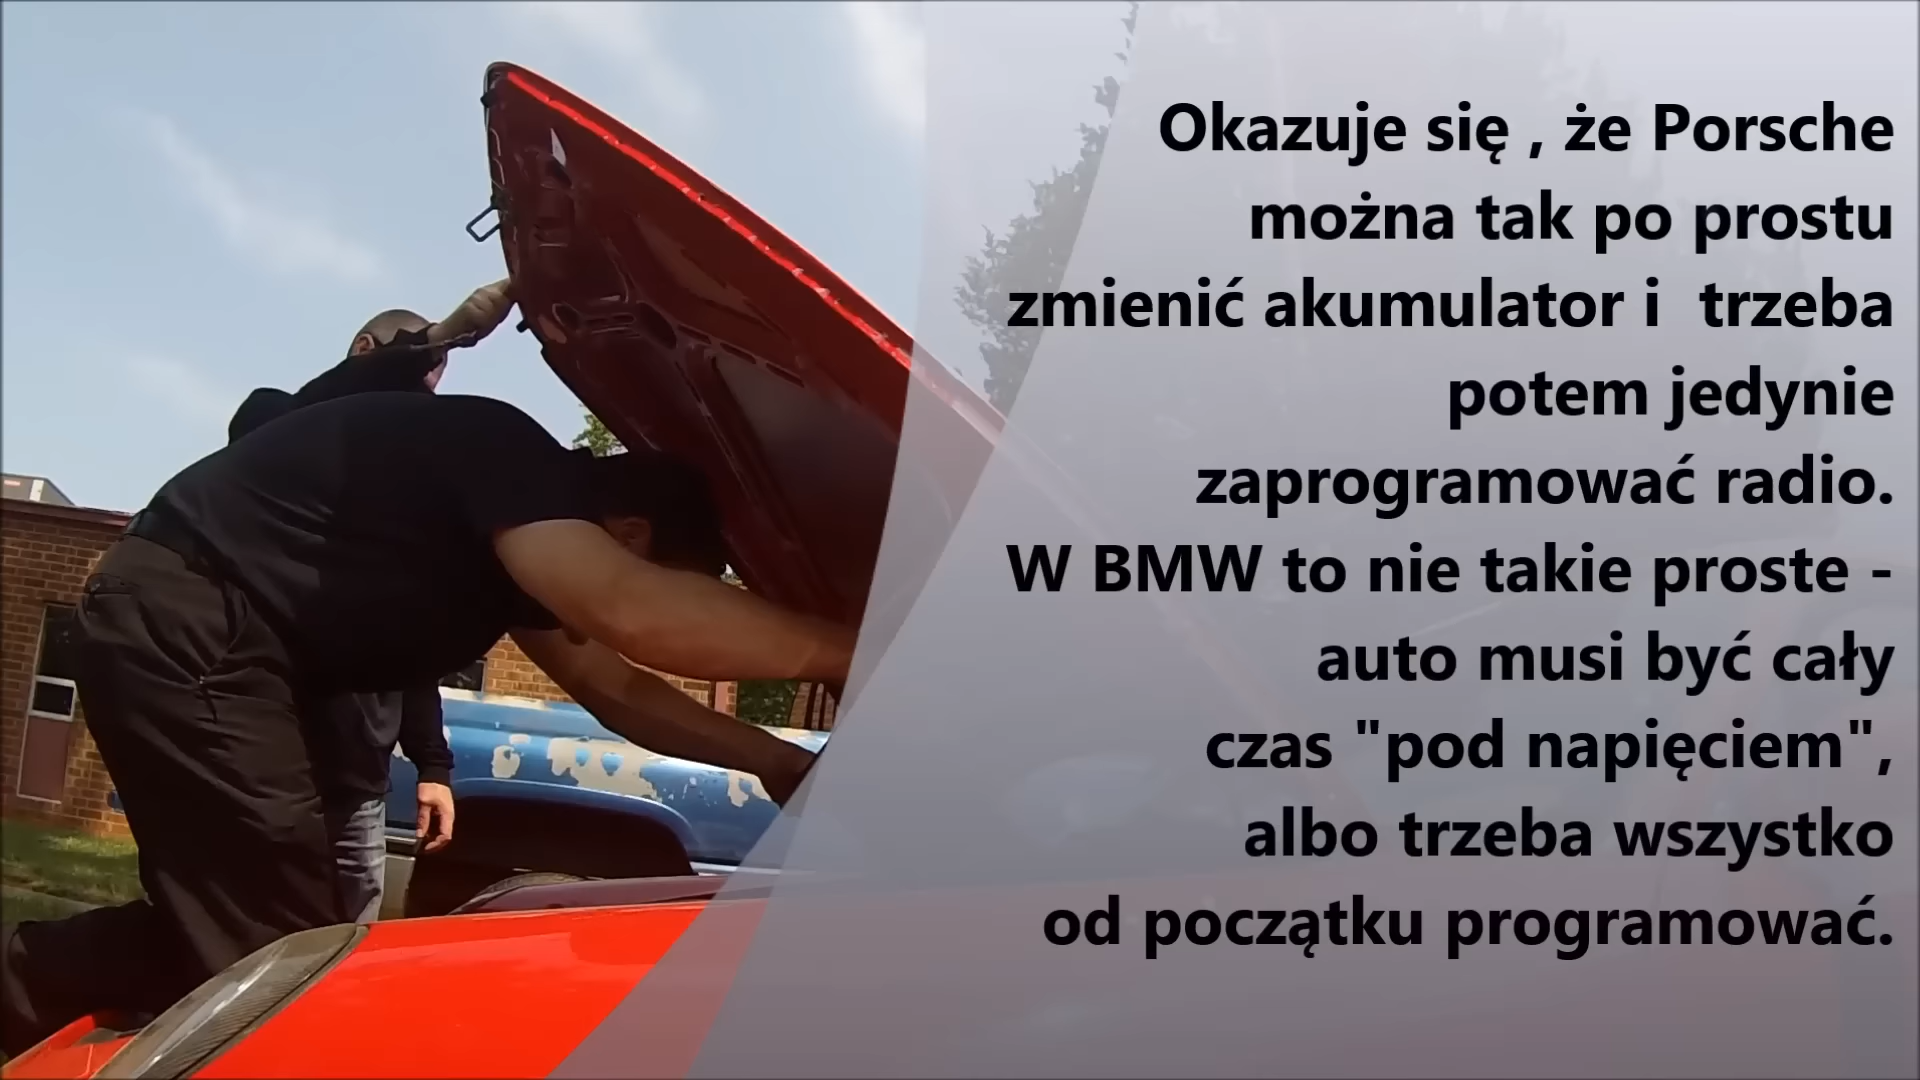 Okazuje się , że Porsche
można tak po prostu
zmienić akumulator i  trzeba
potem jedynie
zaprogramować radio.
W BMW to nie takie proste -
auto musi być cały
czas "pod napięciem",
albo trzeba wszystko
od początku programować.